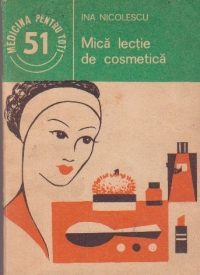 MEDICINA PENTRU TOȚI
51
INA NICOLESCU
Mică lecție
de cosmetică